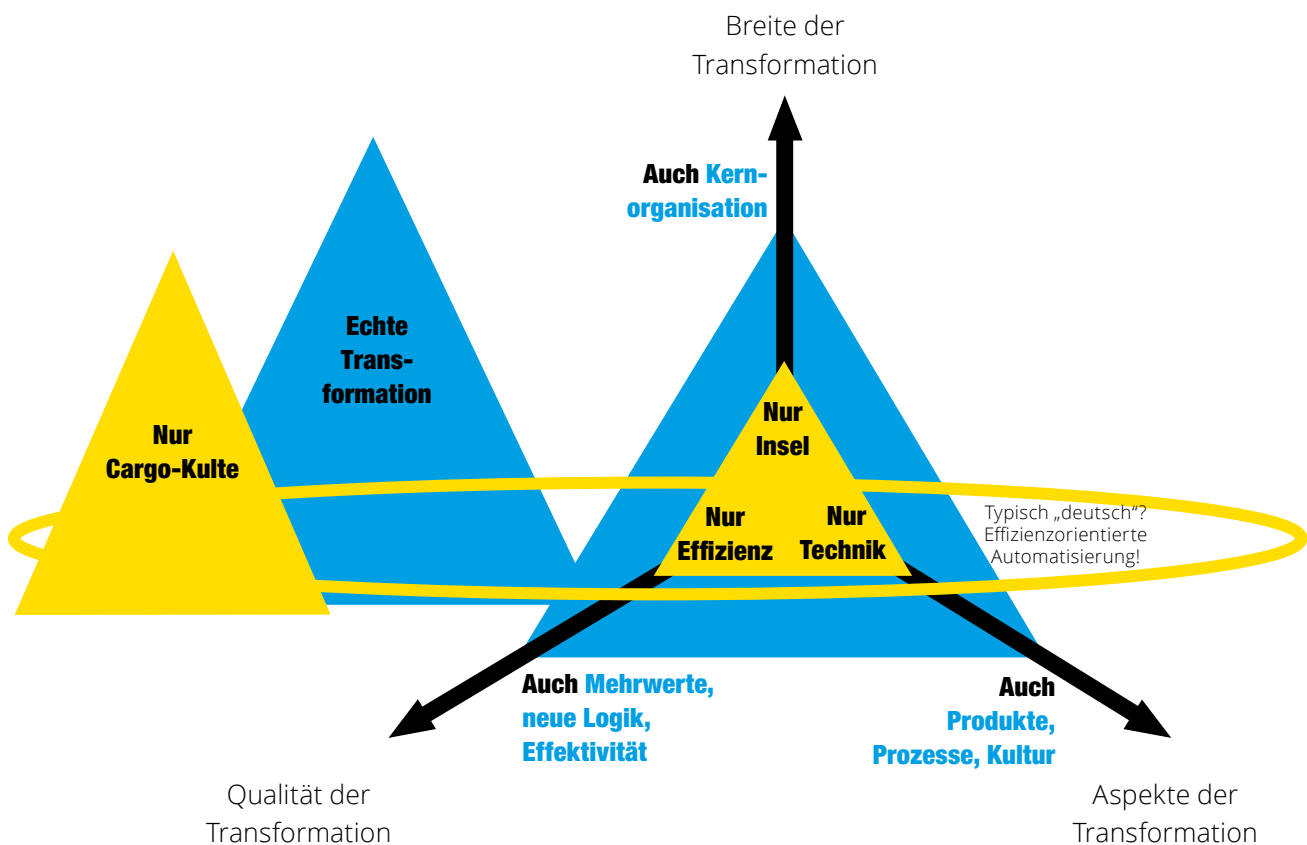 Breite der
Transformation
Auch Kern-
organisation
Echte
Trans-
formation
Nur
Cargo-Kulte
Nur
Insel
Nur
Effizienz
Nur
Technik
Typisch „deutsch“?
Effizienzorientierte
Automatisierung!
Auch Mehrwerte,
neue Logik,
Effektivität
Auch
Produkte,
Prozesse, Kultur
Qualität der
Transformation
Aspekte der
Transformation